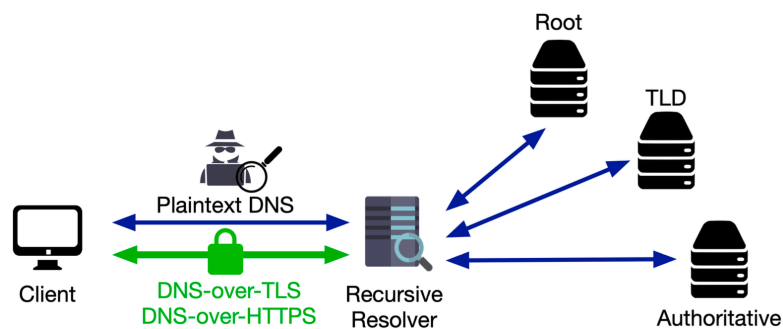 Root
TLD
Plaintext DNS
Client
DNS-over-TLS
DNS-over-HTTPS
Recursive
Resolver
Authoritative